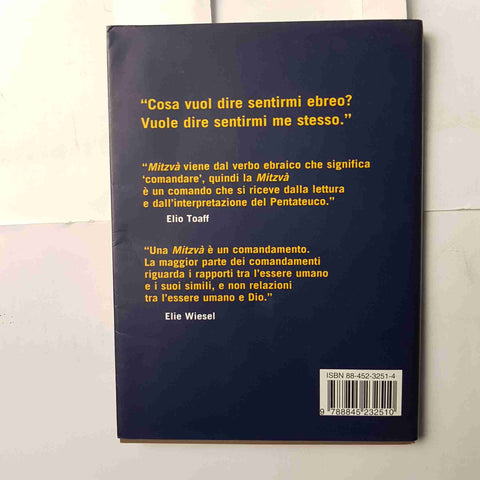 “Cosa vuol dire sentirmi ebreo?
Vuole dire sentirmi me stesso.”
“Mitzvà viene dal verbo ebraico che significa
‘comandare’, quindi la Mitzvà
è un comando che si riceve dalla lettura
e dall’interpretazione del Pentateuco.”
Elio Toaff
“Una Mitzvà è un comandamento.
La maggior parte dei comandamenti
riguarda i rapporti tra l’essere umano
e i suoi simili, e non relazioni
tra l’essere umano e Dio.”
Elie Wiesel
ISBN 88-452-3251-4
9 788845 232510